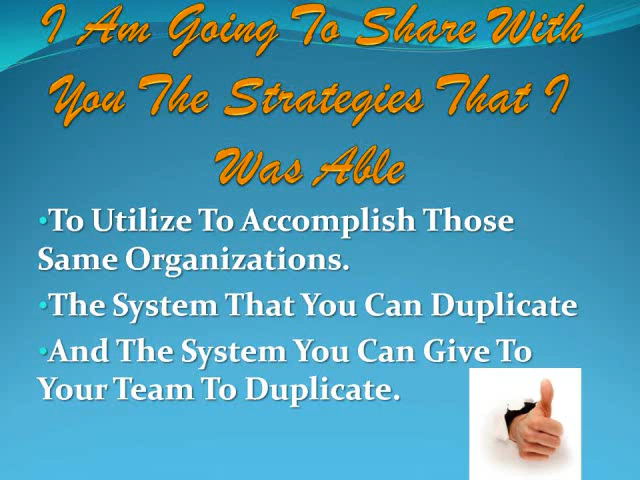 I Am Going To Share With
You The Strategies That I
Was Able
•To Utilize To Accomplish Those
Same Organizations.
•The System That You Can Duplicate
•And The System You Can Give To
Your Team To Duplicate.